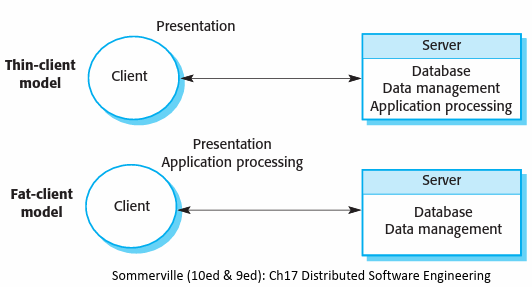 Presentation
Thin-client
model
Client
Server
Database
Data management
Application processing
Presentation
Application processing
Fat-client
model
Client
Server
Database
Data management
Sommerville (10ed & 9ed): Ch17 Distributed Software Engineering